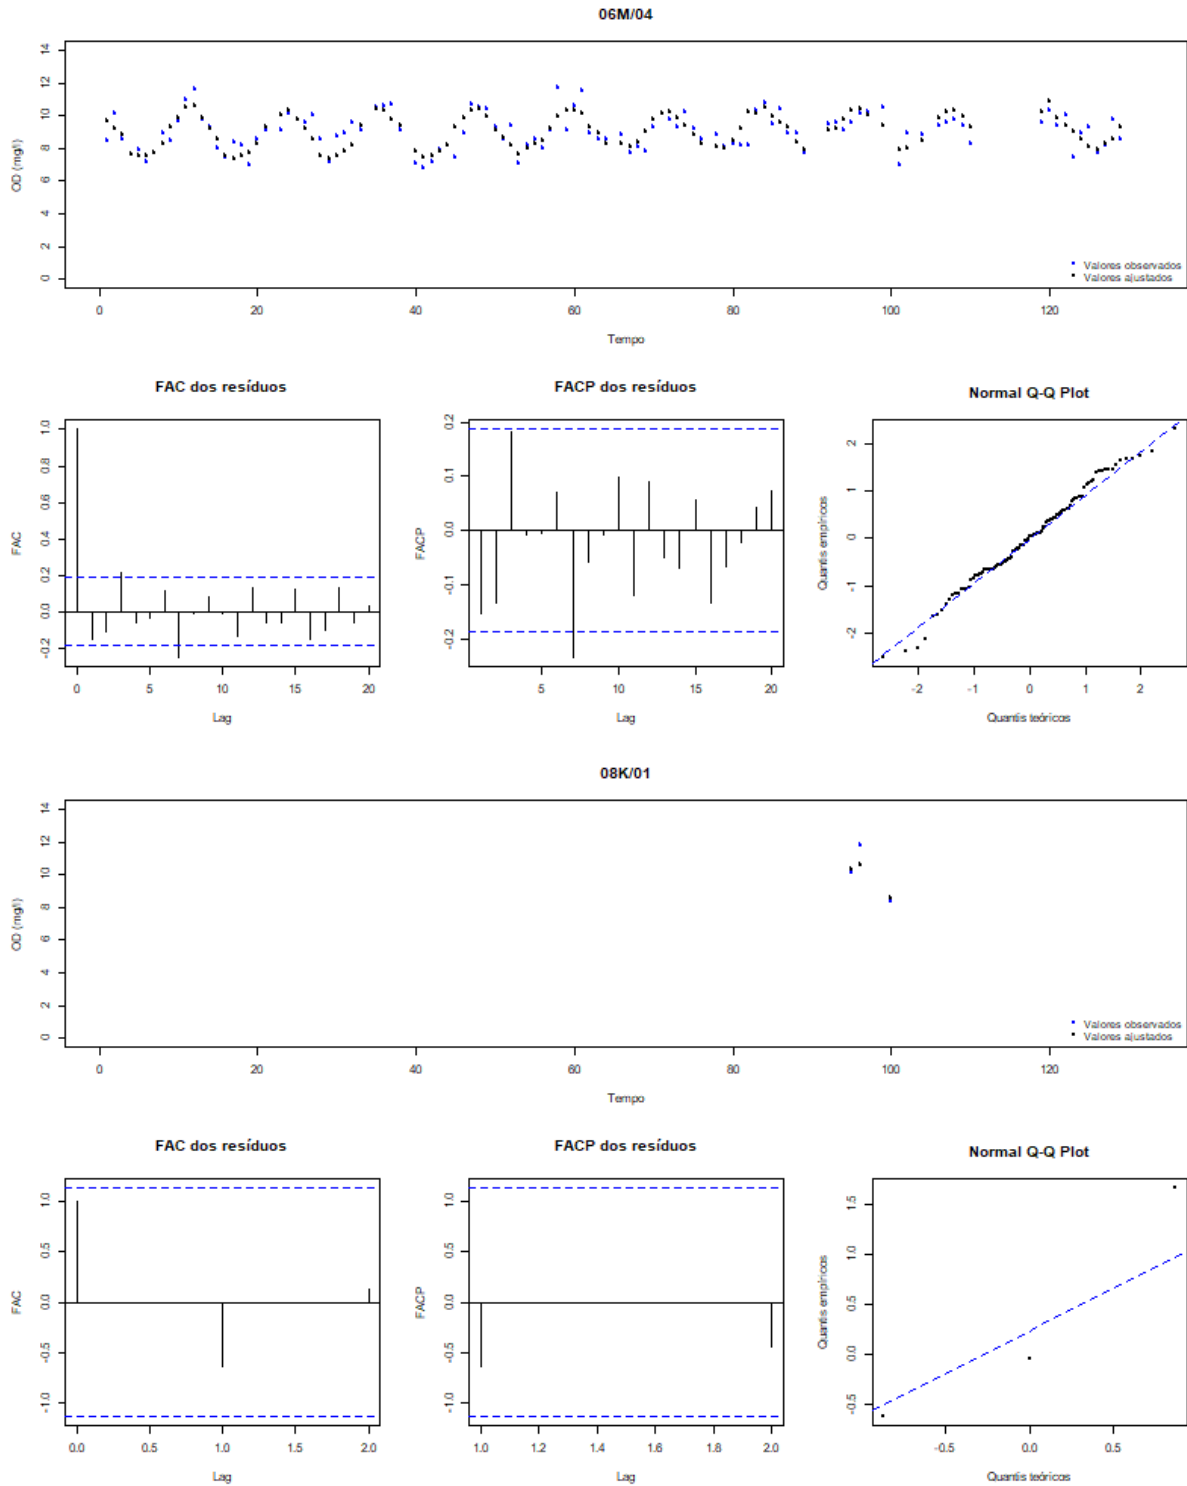 06M/04
14
12
10
8
6
4
2
0
OD (mg/l)
Valores observados
Valores ajustados
0 20 40 60 80 100 120
Tempo
FAC dos resíduos
1.0
0.8
0.6
0.4
0.2
0.0
-0.2
FAC
0 5 10 15 20
Lag
FACP dos resíduos
0.2
0.1
0.0
-0.1
-0.2
FACP
5 10 15 20
Lag
Normal Q-Q Plot
2
1
0
-1
-2
Quantis empíricos
-2 -1 0 1 2
Quantis teóricos
08K/01
14
12
10
8
6
4
2
0
OD (mg/l)
Valores observados
Valores ajustados
0 20 40 60 80 100 120
Tempo
FAC dos resíduos
1.0
0.5
0.0
-0.5
-1.0
FAC
0.0 0.5 1.0 1.5 2.0
Lag
FACP dos resíduos
1.0
0.5
0.0
-0.5
-1.0
FACP
1.0 1.2 1.4 1.6 1.8 2.0
Lag
Normal Q-Q Plot
1.5
1.0
0.5
0.0
-0.5
Quantis empíricos
-0.5 0.0 0.5
Quantis teóricos